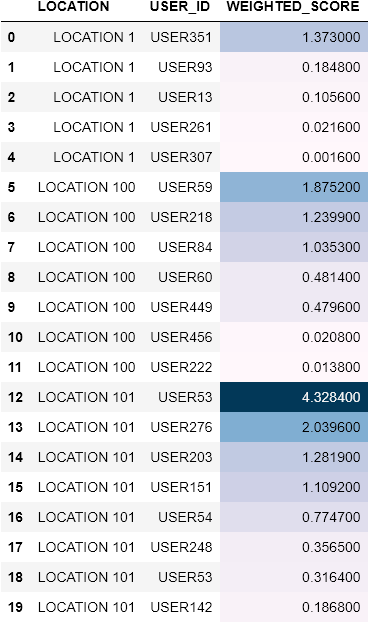 LOCATION USER_ID WEIGHTED_SCORE
0 LOCATION 1 USER351 1.373000
1 LOCATION 1 USER93 0.184800
2 LOCATION 1 USER13 0.105600
3 LOCATION 1 USER261 0.021600
4 LOCATION 1 USER307 0.001600
5 LOCATION 100 USER59 1.875200
6 LOCATION 100 USER218 1.239900
7 LOCATION 100 USER84 1.035300
8 LOCATION 100 USER60 0.481400
9 LOCATION 100 USER449 0.479600
10 LOCATION 100 USER456 0.020800
11 LOCATION 100 USER222 0.013800
12 LOCATION 101 USER53 4.328400
13 LOCATION 101 USER276 2.039600
14 LOCATION 101 USER203 1.281900
15 LOCATION 101 USER151 1.109200
16 LOCATION 101 USER54 0.774700
17 LOCATION 101 USER248 0.356500
18 LOCATION 101 USER53 0.316400
19 LOCATION 101 USER142 0.186800